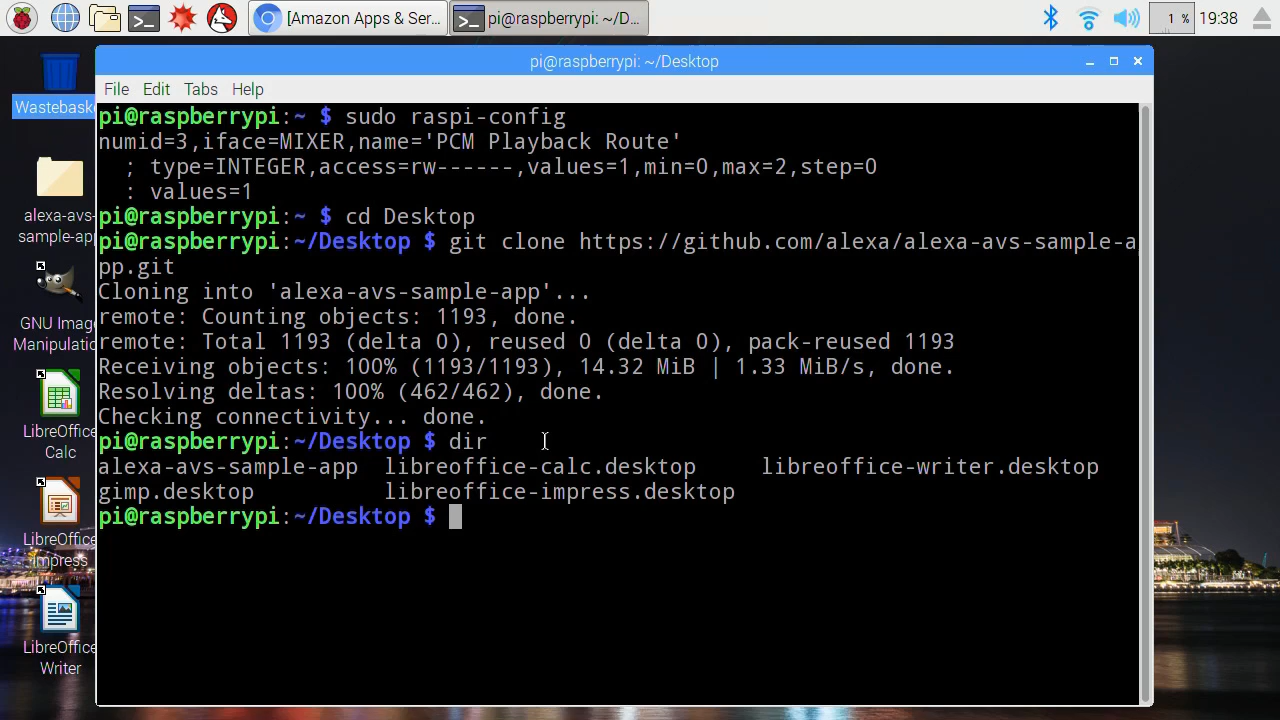 [Amazon Apps & Ser...
pi@raspberrypi: ~/D...
1 %
19:38
pi@raspberrypi: ~/Desktop
File Edit Tabs Help
pi@raspberrypi:~ $ sudo raspi-config
numid=3,iface=MIXER,name='PCM Playback Route'
; type=INTEGER,access=rw------,values=1,min=0,max=2,step=0
: values=1
pi@raspberrypi:~ $ cd Desktop
pi@raspberrypi:~/Desktop $ git clone https://github.com/alexa/alexa-avs-sample-a
pp.git
Cloning into 'alexa-avs-sample-app'...
remote: Counting objects: 1193, done.
remote: Total 1193 (delta 0), reused 0 (delta 0), pack-reused 1193
Receiving objects: 100% (1193/1193), 14.32 MiB | 1.33 MiB/s, done.
Resolving deltas: 100% (462/462), done.
Checking connectivity... done.
pi@raspberrypi:~/Desktop $ dir
alexa-avs-sample-app libreoffice-calc.desktop libreoffice-writer.desktop
gimp.desktop libreoffice-impress.desktop
pi@raspberrypi:~/Desktop $
Wastebaske
alexa-avs-
sample-app
GNU Imag
Manipulatio
LibreOffice
Calc
LibreOffice
Impress
LibreOffice
Writer